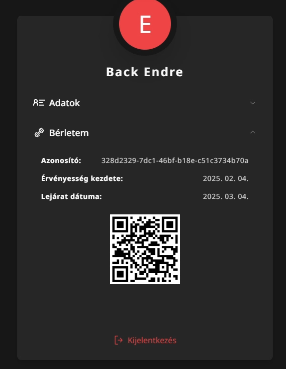 E
Back Endre
Adatok
Bérletem
Azonosító: 328d2329-7dc1-46bf-b18e-c51c3734b70a
Érvényesség kezdete: 2025. 02. 04.
Lejárat dátuma: 2025. 03. 04.
Kijelentkezés